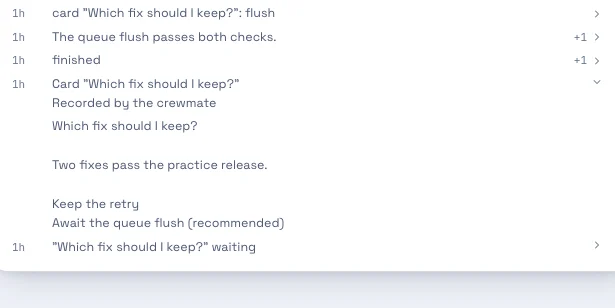 1h card "Which fix should I keep?": flush
1h The queue flush passes both checks. +1
1h finished +1
1h Card "Which fix should I keep?"
Recorded by the crewmate
Which fix should I keep?
Two fixes pass the practice release.
Keep the retry
Await the queue flush (recommended)
1h "Which fix should I keep?" waiting